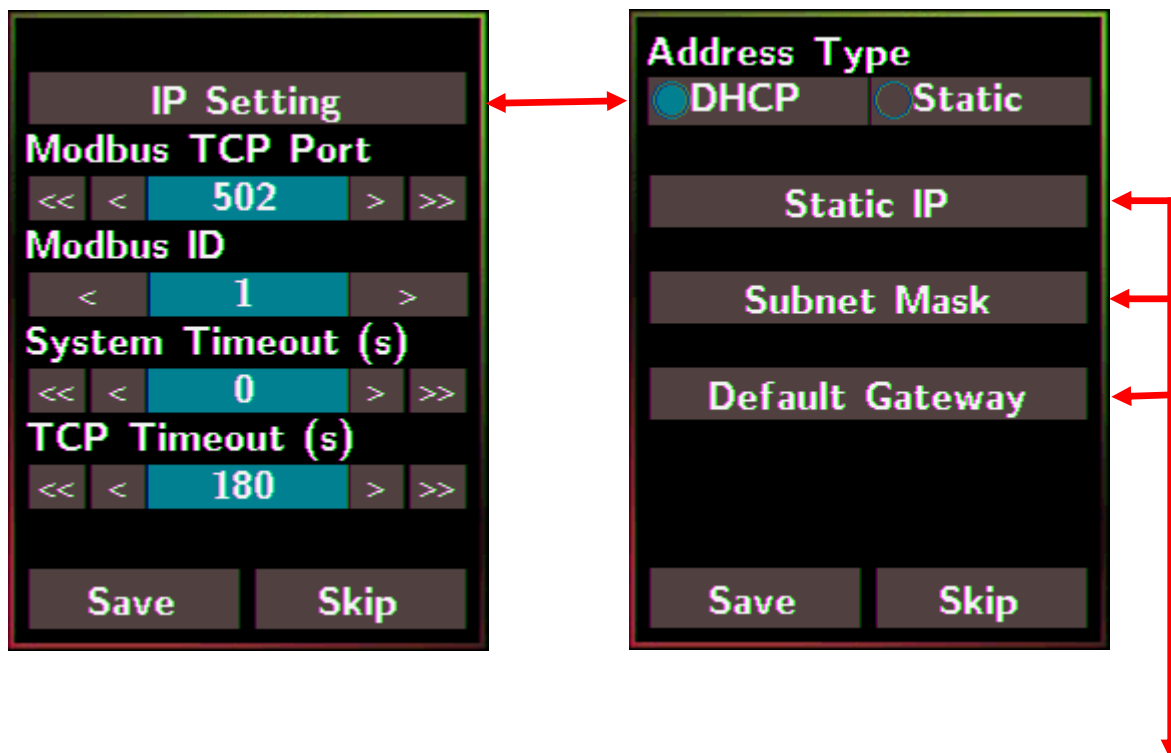 IP Setting
Modbus TCP Port
<< < 502 > >>
Modbus ID
< 1 >
System Timeout (s)
<< < 0 > >>
TCP Timeout (s)
<< < 180 > >>
Save Skip
Address Type
DHCP Static
Static IP
Subnet Mask
Default Gateway
Save Skip